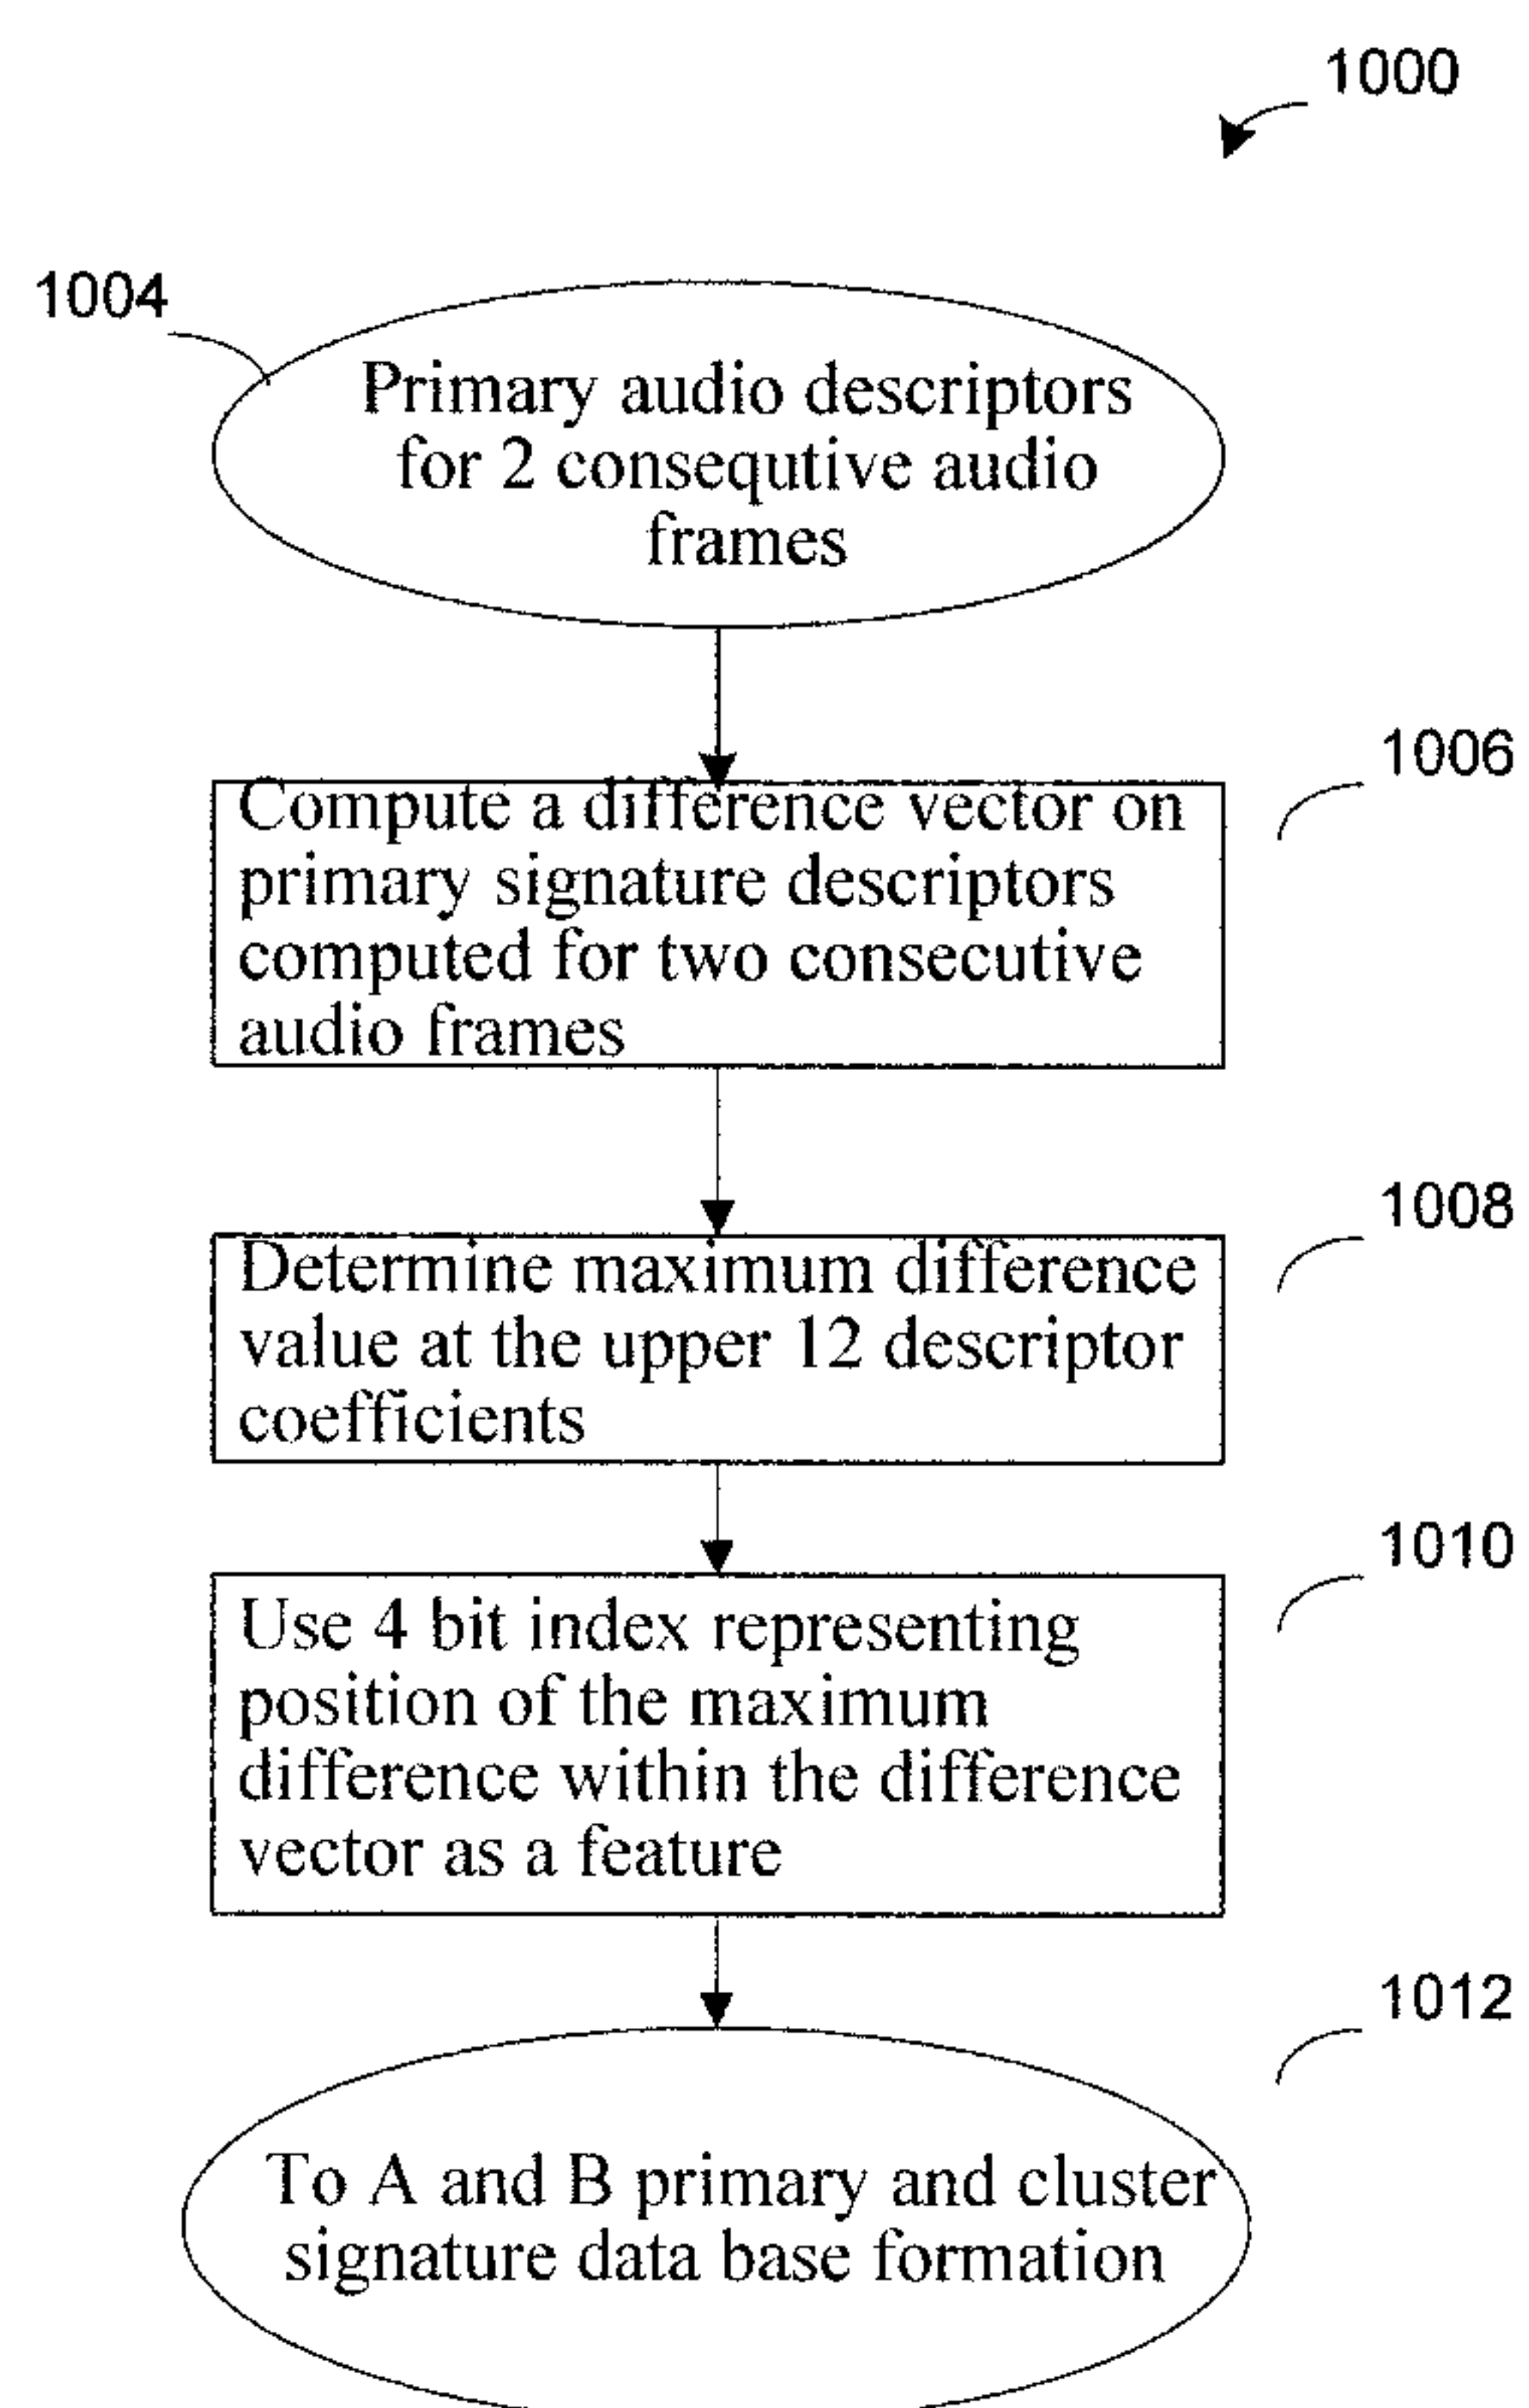 1000
1004
Primary audio descriptors
for 2 consequtive audio
frames
1006
Compute a difference vector on
primary signature descriptors
computed for two consecutive
audio frames
1008
Determine maximum difference
value at the upper 12 descriptor
coefficients
1010
Use 4 bit index representing
position of the maximum
difference within the difference
vector as a feature
1012
To A and B primary and cluster
signature data base formation